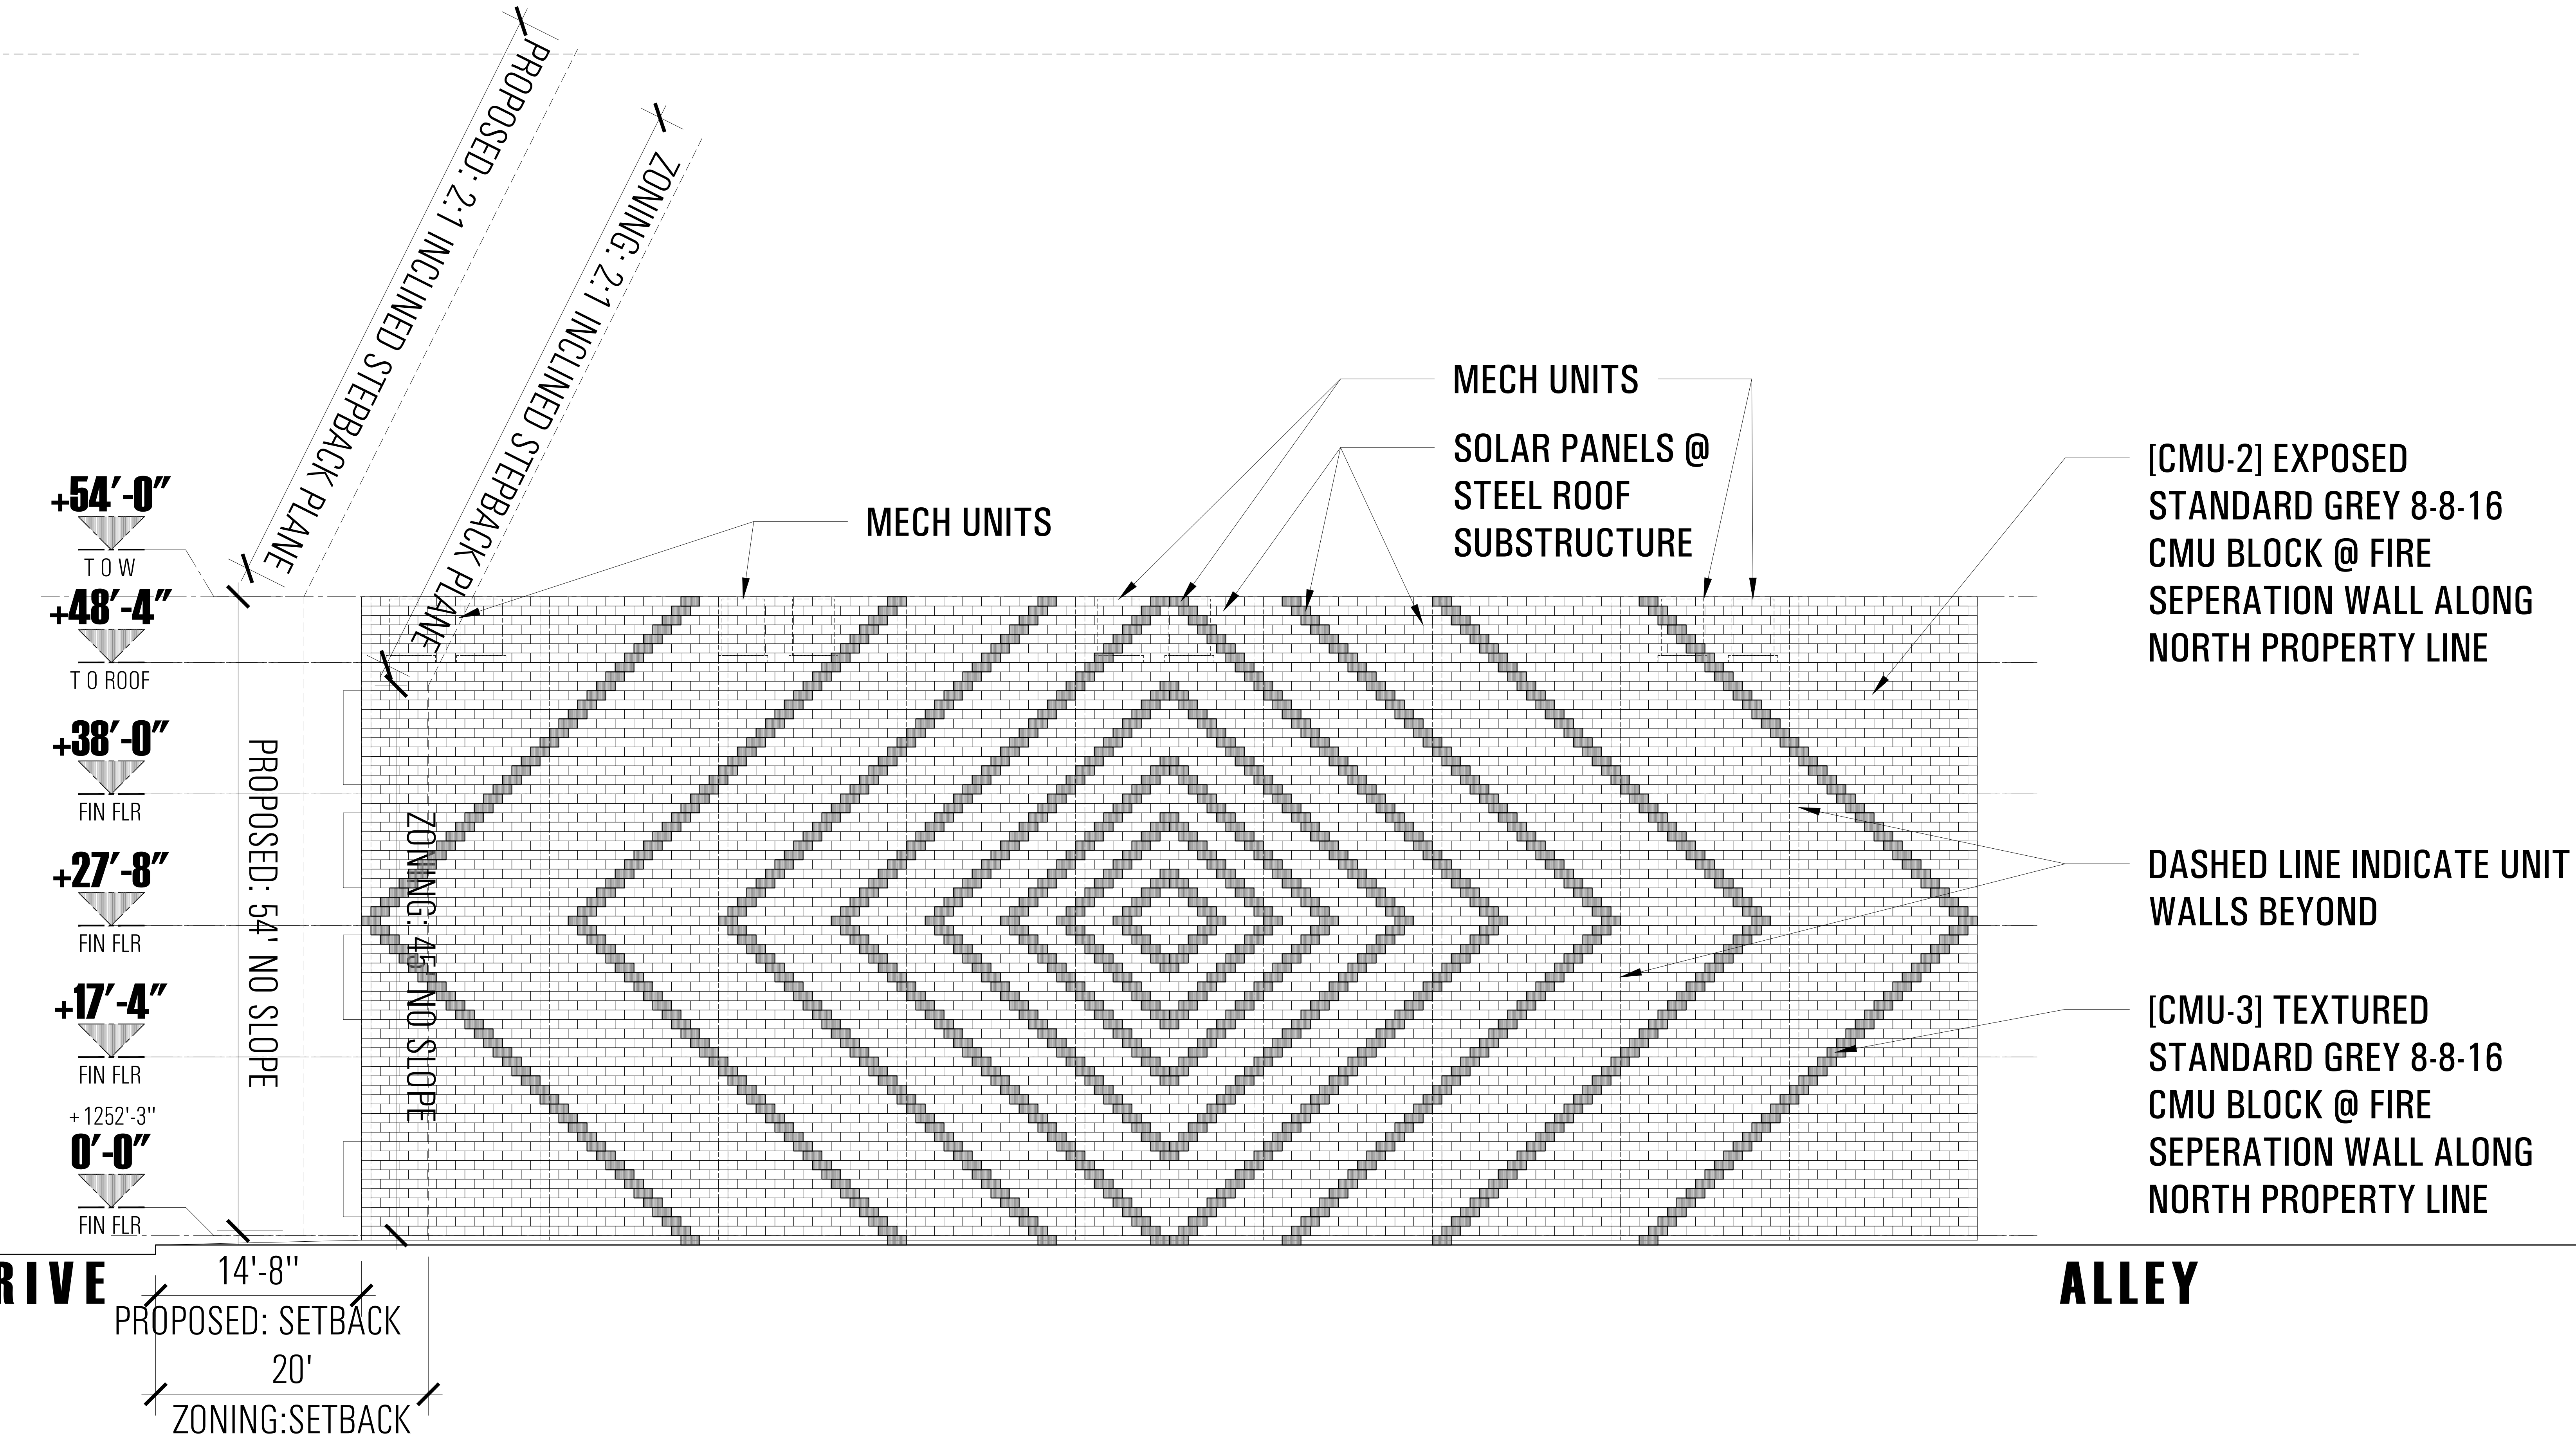 PROPOSED: 2:1 INCLINED STEPBACK PLANE
ZONING: 2:1 INCLINED STEPBACK PLANE
MECH UNITS
SOLAR PANELS @
STEEL ROOF
SUBSTRUCTURE
MECH UNITS
[CMU-2] EXPOSED
STANDARD GREY 8-8-16
CMU BLOCK @ FIRE
SEPERATION WALL ALONG
NORTH PROPERTY LINE
+54'-0"
T O W
+48'-4"
T O ROOF
+38'-0"
FIN FLR
+27'-8"
FIN FLR
+17'-4"
FIN FLR
+ 1252'-3"
0'-0"
FIN FLR
PROPOSED: 54' NO SLOPE
ZONING: 45' NO SLOPE
DASHED LINE INDICATE UNIT
WALLS BEYOND
[CMU-3] TEXTURED
STANDARD GREY 8-8-16
CMU BLOCK @ FIRE
SEPERATION WALL ALONG
NORTH PROPERTY LINE
RIVE
ALLEY
14'-8"
PROPOSED: SETBACK
20'
ZONING:SETBACK